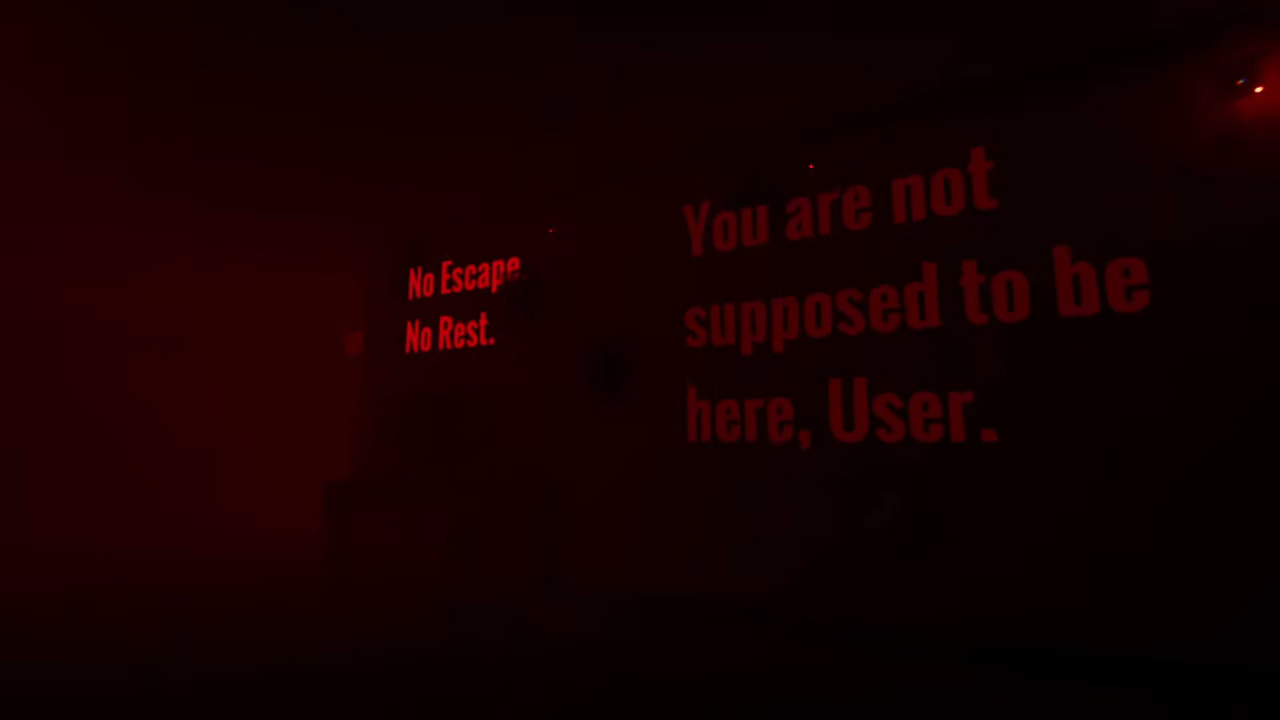 No Escape.
No Rest.
You are not
supposed to be
here, User.